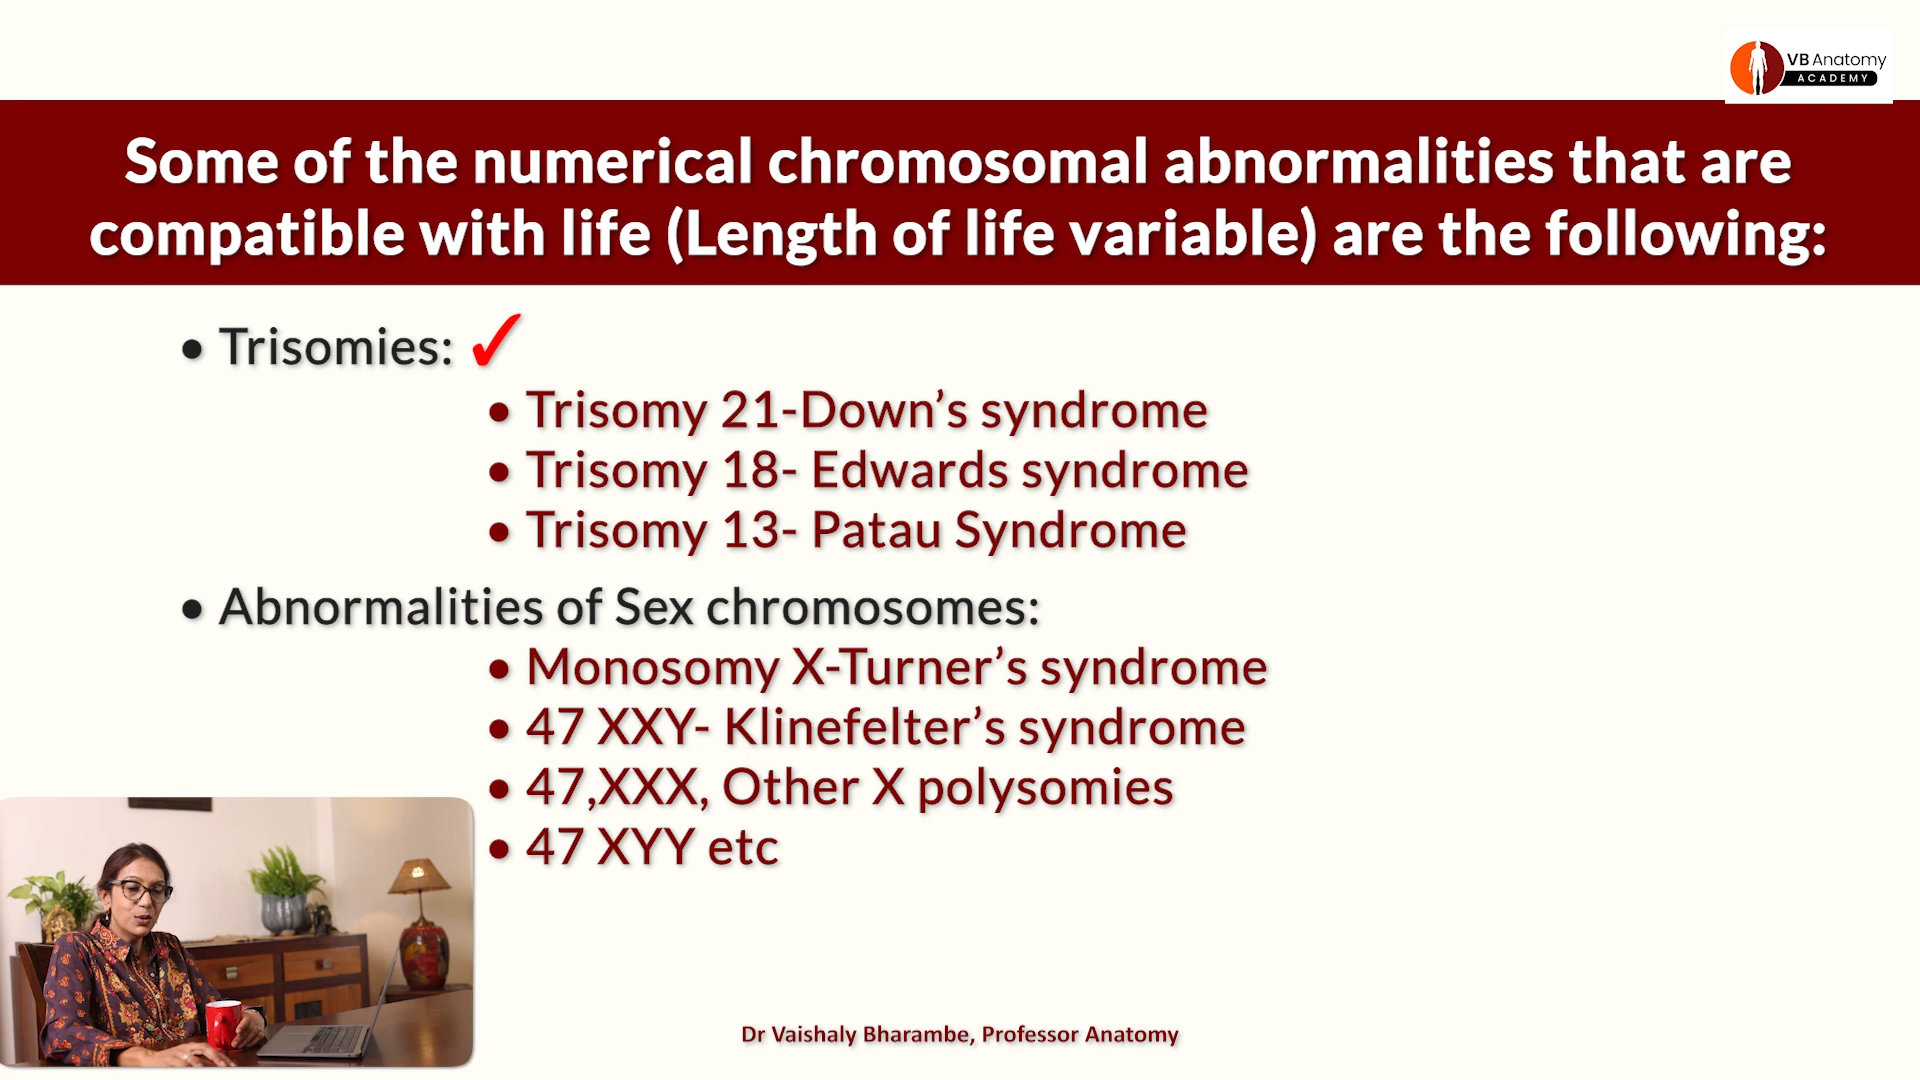 VB Anatomy
ACADEMY
Some of the numerical chromosomal abnormalities that are
compatible with life (Length of life variable) are the following:
• Trisomies: ✓
• Trisomy 21-Down’s syndrome
• Trisomy 18- Edwards syndrome
• Trisomy 13- Patau Syndrome
• Abnormalities of Sex chromosomes:
• Monosomy X-Turner’s syndrome
• 47 XXY- Klinefelter’s syndrome
• 47,XXX, Other X polysomies
• 47 XYY etc
Dr Vaishaly Bharambe, Professor Anatomy